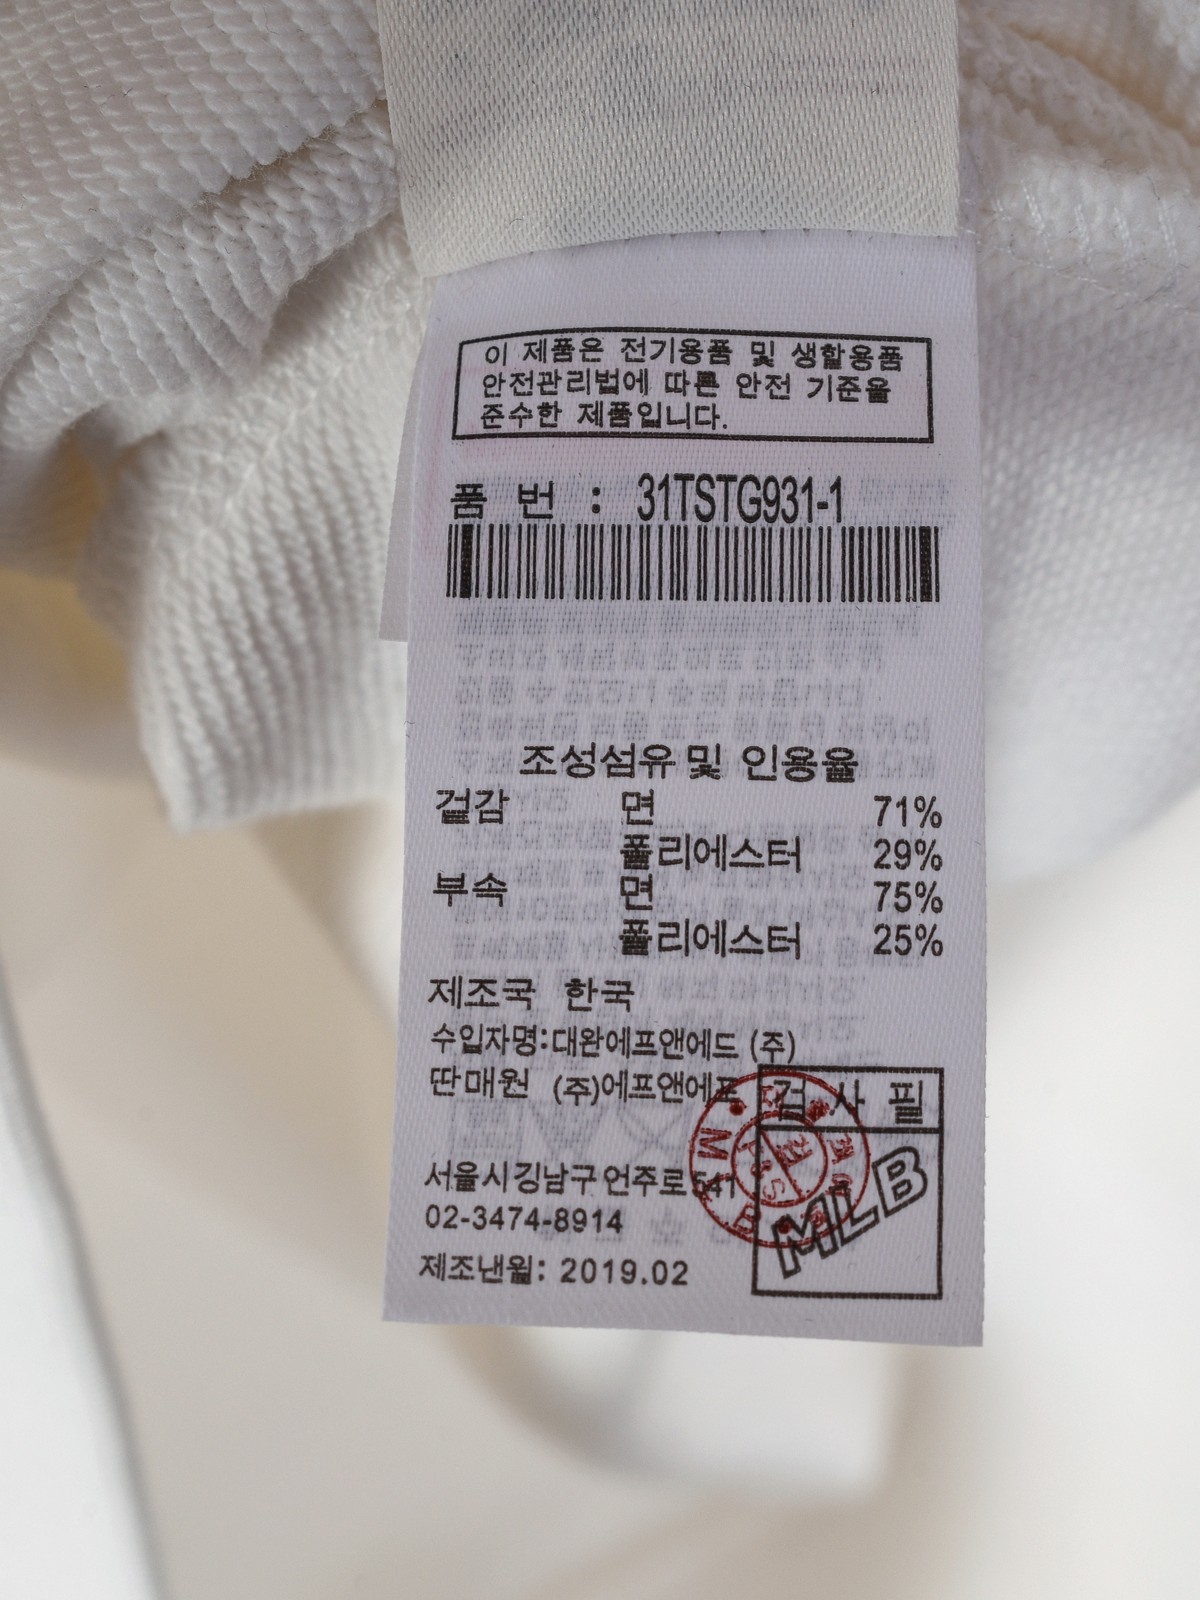 이 제품은 전기용품 및 생활용품
안전관리법에 따른 안전 기준을
준수한 제품입니다.
품 번 : 31TSTG931-1
조성섬유 및 인용율
겉감 면 71%
폴리에스터 29%
부속 면 75%
폴리에스터 25%
제조국 한국
수입자명:대완에프앤에드 (주)
딴매원 (주)에프앤에프
검 사 필
서울시깅남구언주로541
02-3474-8914
MLB
제조낸윌: 2019.02